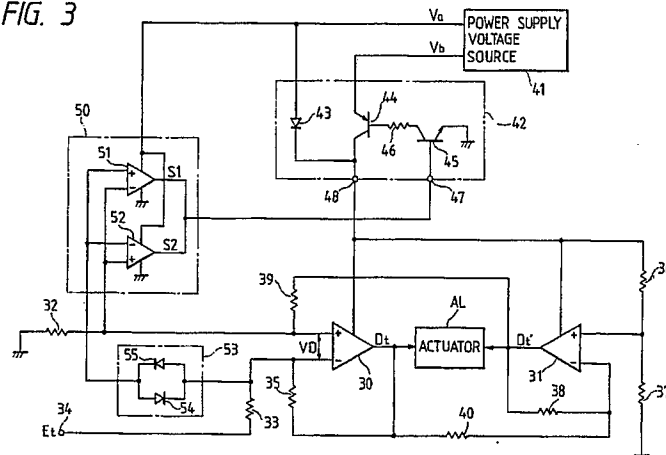 FIG. 3
Va
POWER SUPPLY
VOLTAGE
SOURCE
Vb
41
50
43
44
42
46
45
51
S1
52
S2
48
47
39
AL
3
32
VD
Dt
ACTUATOR
Dt'
30
31
55
53
35
54
34
33
38
3
Et
40